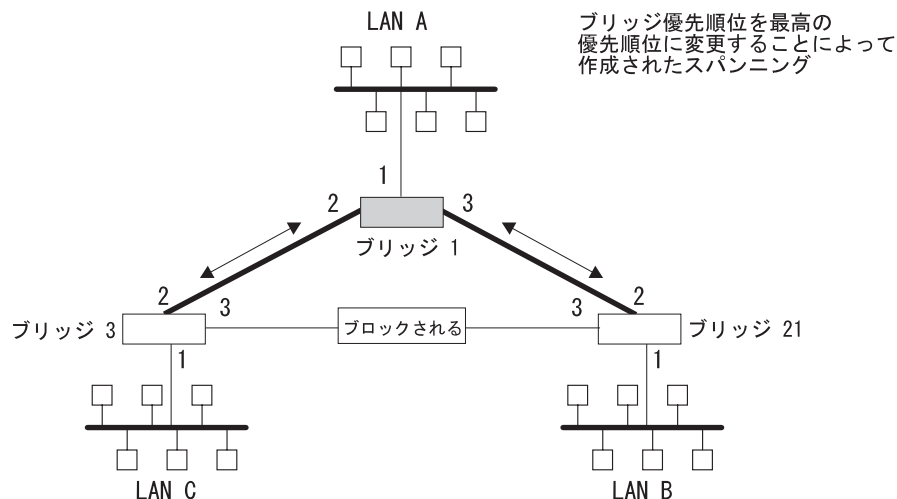 LAN A
ブリッジ優先順位を最高の
優先順位に変更することによって
作成されたスパンニング
1
2
3
ブリッジ 1
2
3
3
2
ブリッジ 3
ブロックされる
ブリッジ 21
1
1
LAN C
LAN B